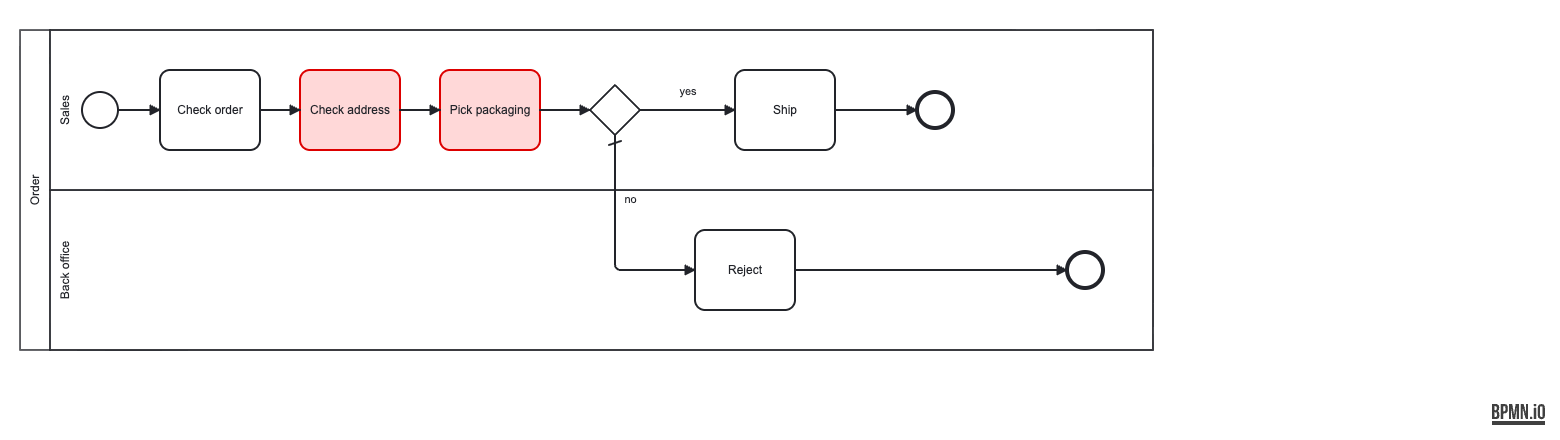 Order
Sales
Check order
Check address
Pick packaging
yes
Ship
no
Back office
Reject
BPMN.iO